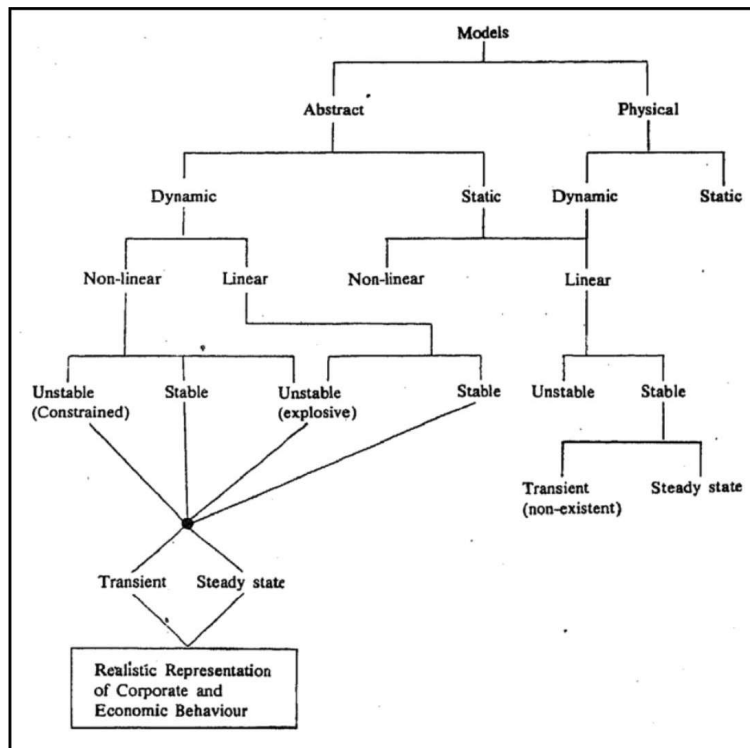 Models
Abstract
Physical
Dynamic
Static
Dynamic
Static
Non-linear
Linear
Non-linear
Linear
Unstable
(Constrained)
Stable
Unstable
(explosive)
Stable
Unstable
Stable
Transient
(non-existent)
Steady state
Transient
Steady state
Realistic Representation
of Corporate and
Economic Behaviour